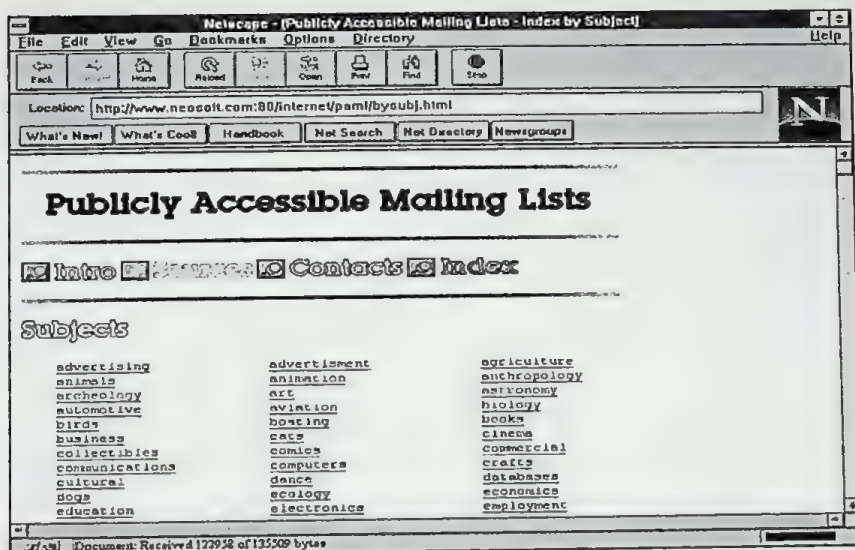 Netscape - [Publicly Accessible Mailing Lists - Index by Subject]
File Edit View Go Bookmarks Options Directory Help
Back Home Reload Open Print Find Stop
Location: http://www.neosoft.com:80/internet/paml/bysubj.html
N
What's New! What's Cool! Handbook Net Search Net Directory Newsgroups
Publicly Accessible Mailing Lists
Intro Contacts Index
Subjects
advertising advertisment agriculture
animals animation anthropology
archeology art astronomy
automotive aviation biology
birds boating books
business cats cinema
collectibles comics commercial
communications computers crafts
cultural dance databases
dogs ecology economics
education electronics employment
Document: Received 122958 of 135509 bytes